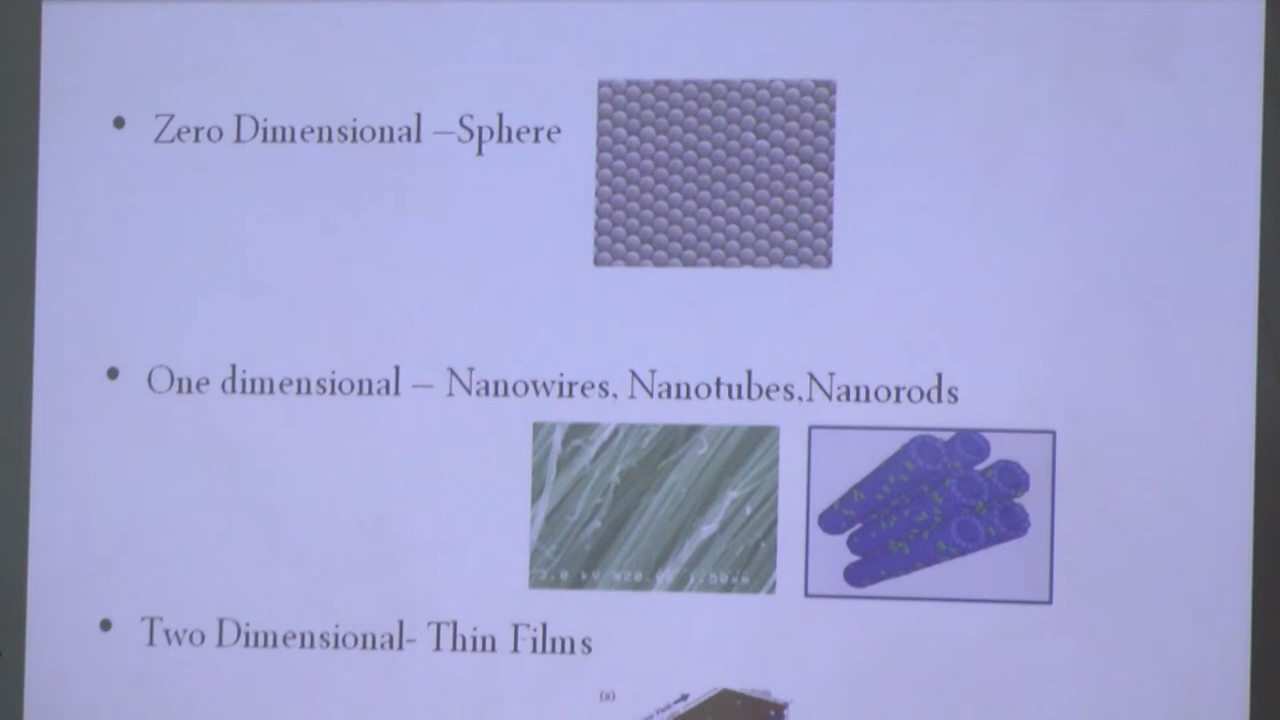 • Zero Dimensional –Sphere
• One dimensional – Nanowires, Nanotubes,Nanorods
• Two Dimensional- Thin Films
(a)